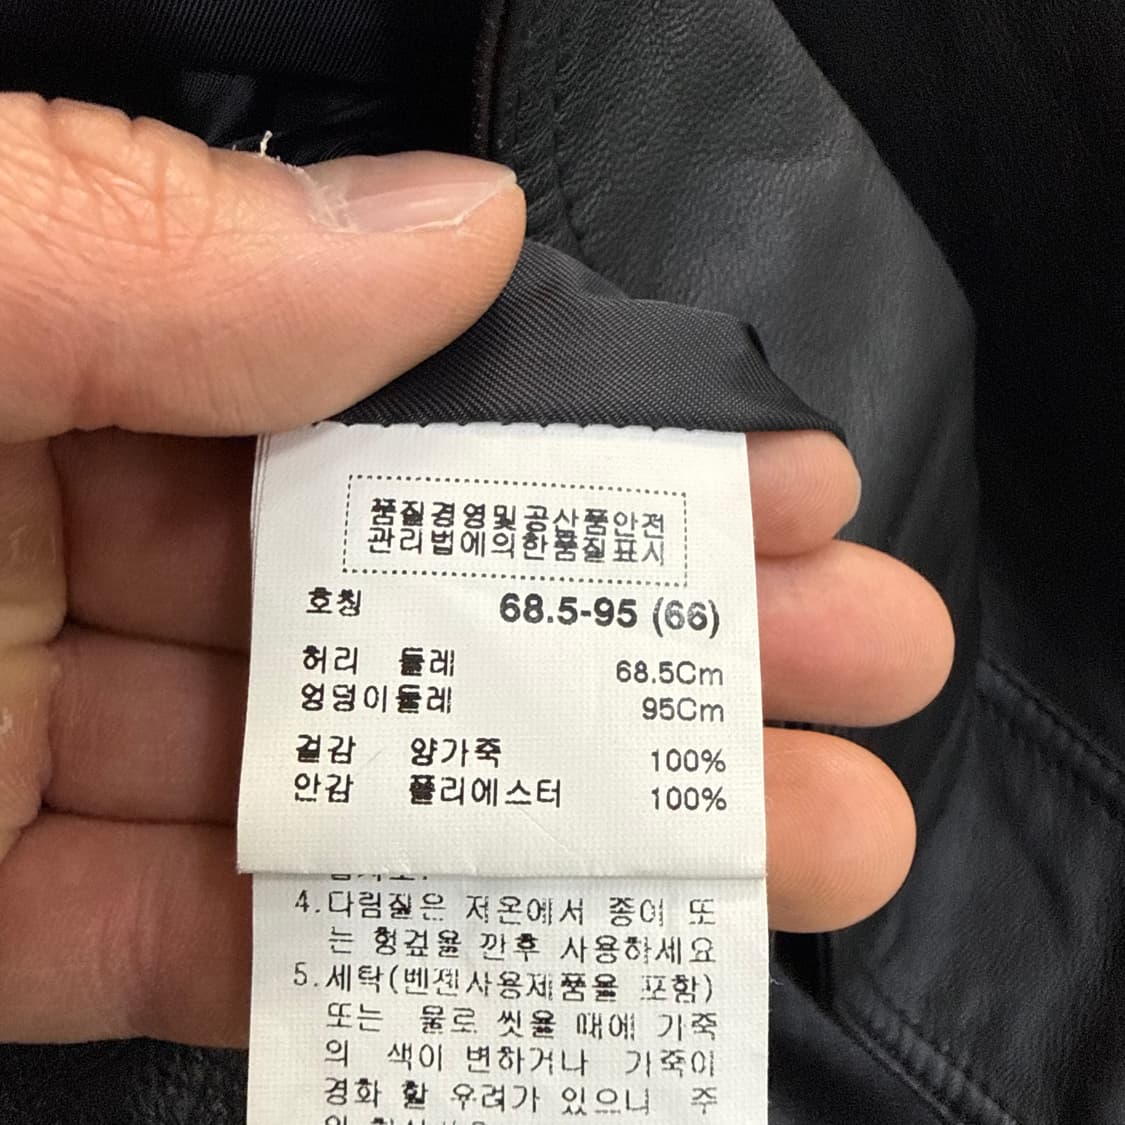 품질경영및공산품안전
관리법에의한품질표시
호칭 68.5-95 (66)
허리 둘레 68.5Cm
엉덩이둘레 95Cm
겉감 양가죽 100%
안감 폴리에스터 100%
4.다림질은 저온에서 종이 또
는 헝겊을 깐후 사용하세요
5.세탁(벤젠사용제품을 포함)
또는 물로 씻을 때에 가죽
의 색이 변하거나 가죽이
경화 할 우려가 있으니 주